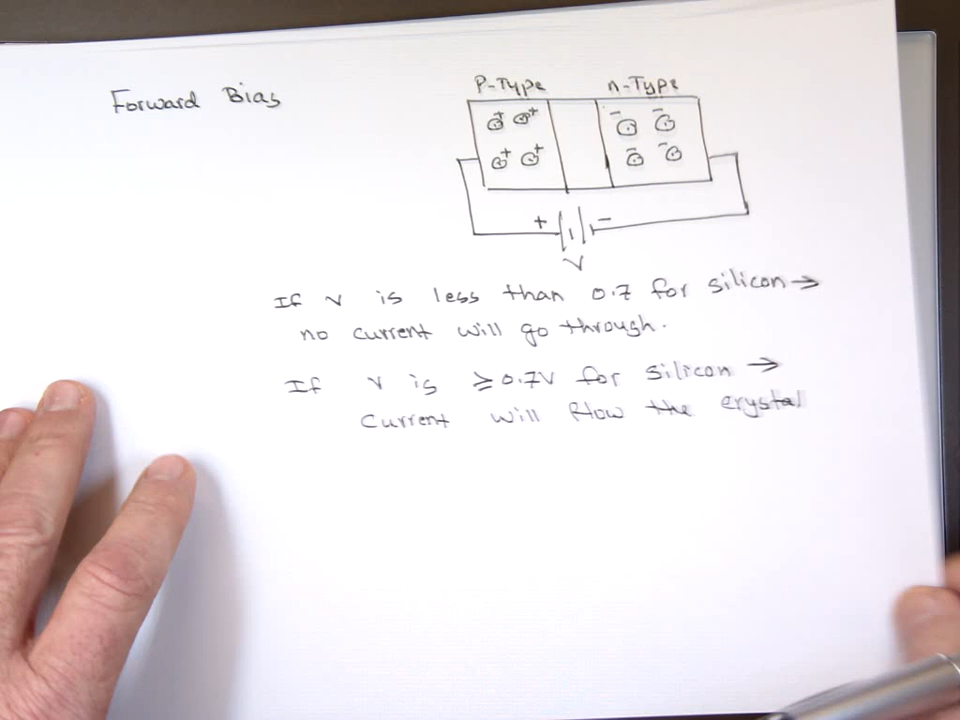 Forward Bias
P-Type n-Type
+ + - -
+ + - -
+ -
V
If V is less than 0.7 for silicon →
no current will go through.
If V is ≥ 0.7V for silicon →
current will flow the crystal